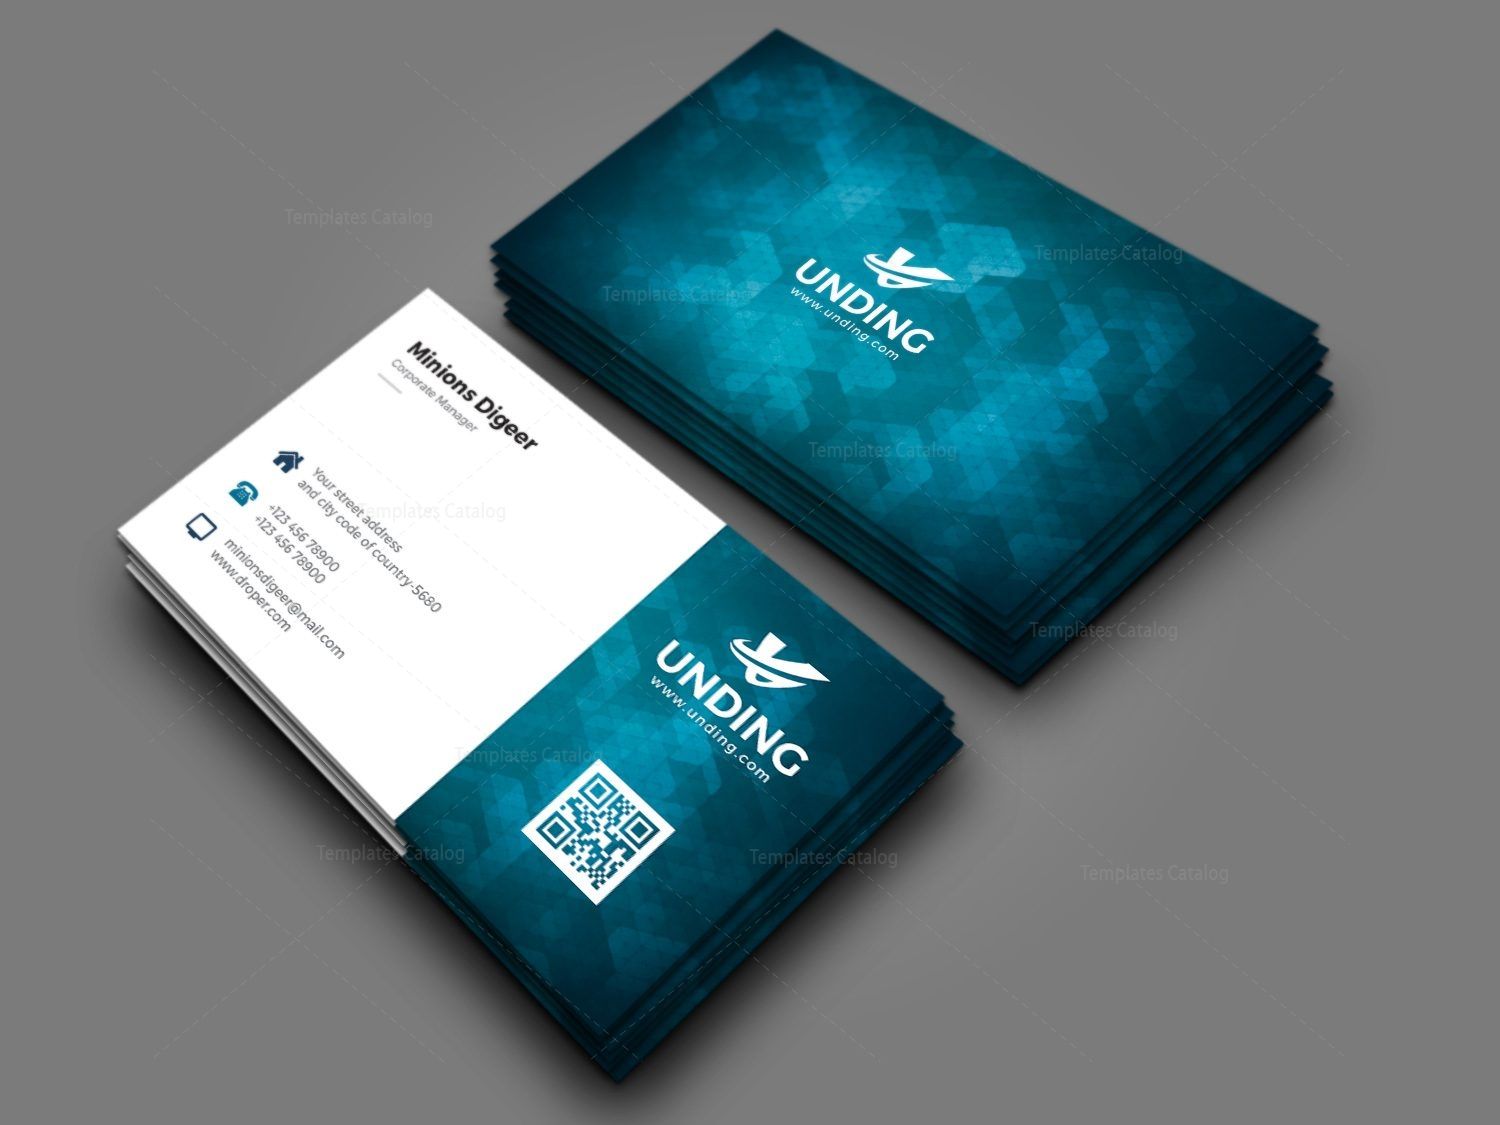 Templates Catalog
Templates Catalog
Templates Catalog
UNDING
www.unding.com
Templates Catalog
Minions Digeer
Corporate Manager
Your street address
and city code of country-5680
+123 456 78900
+123 456 78900
minionsdigeer@mail.com
www.droper.com
Templates Catalog
Templates Catalog
UNDING
www.unding.com
Templates Catalog
Templates Catalog
Templates Catalog
Templates Catalog